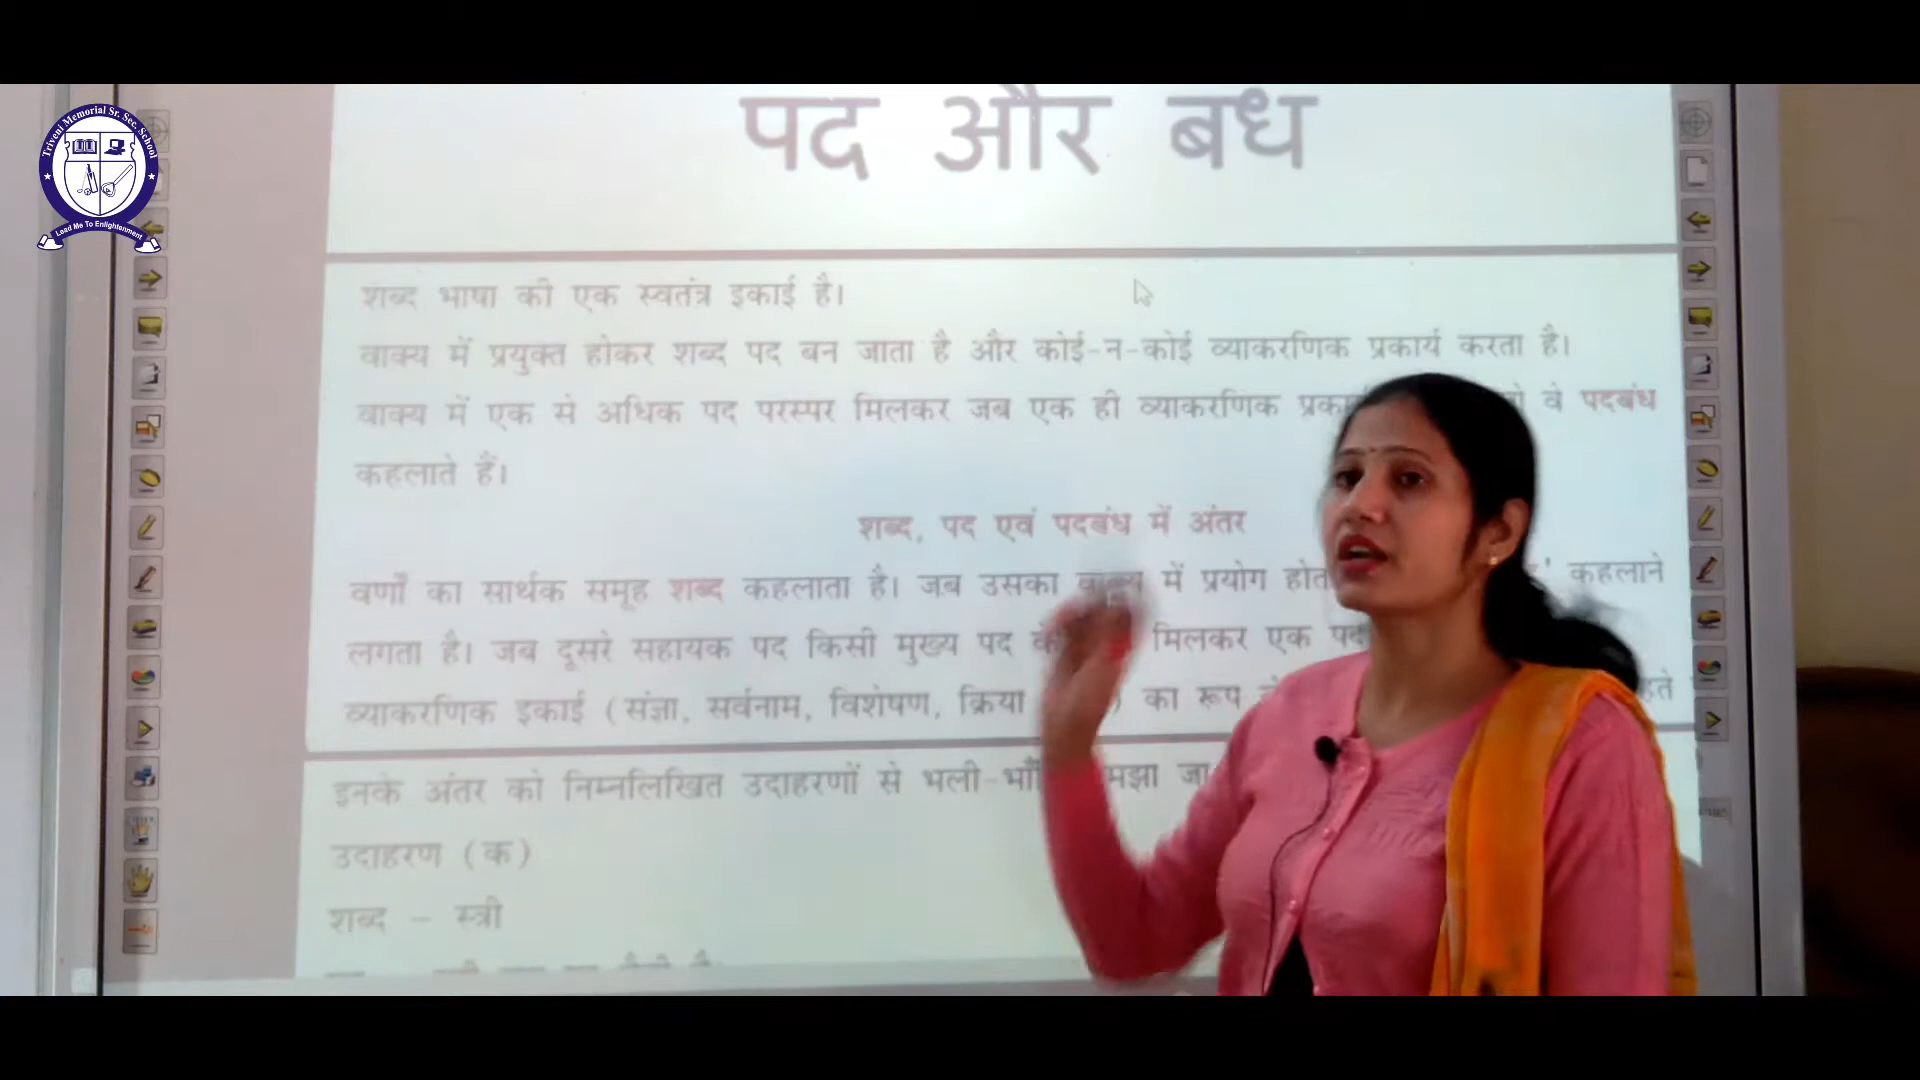 Triveni Memorial Sr. Sec. School
Lead Me To Enlightenment
पद और बध
शब्द भाषा की एक स्वतंत्र इकाई है।
वाक्य में प्रयुक्त होकर शब्द पद बन जाता है और कोई-न-कोई व्याकरणिक प्रकार्य करता है।
वाक्य में एक से अधिक पद परस्पर मिलकर जब एक ही व्याकरणिक वे पदबंध
कहलाते हैं।
शब्द, पद एवं पदबंध में अंतर
वर्णों का सार्थक समूह शब्द कहलाता है। जब उसका वाक्य में प्रयोग कहलाने
लगता है। जब दूसरे सहायक पद किसी मुख्य पद मिलकर एक पद
व्याकरणिक इकाई (संज्ञा, सर्वनाम, विशेषण, क्रिया ) का रूप
इनके अंतर को निम्नलिखित उदाहरणों से
उदाहरण (क)
शब्द – स्त्री